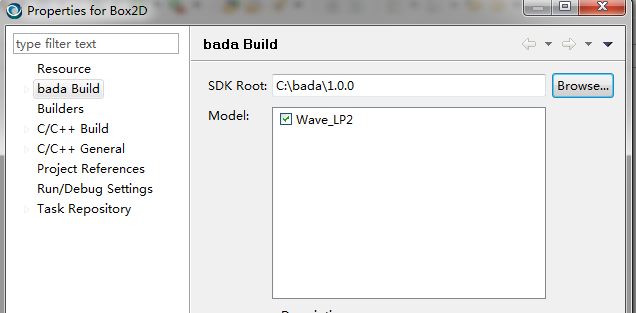 Properties for Box2D
type filter text
Resource
bada Build
Builders
C/C++ Build
C/C++ General
Project References
Run/Debug Settings
Task Repository
bada Build
SDK Root: C:\bada\1.0.0 Browse...
Model:
Wave_LP2